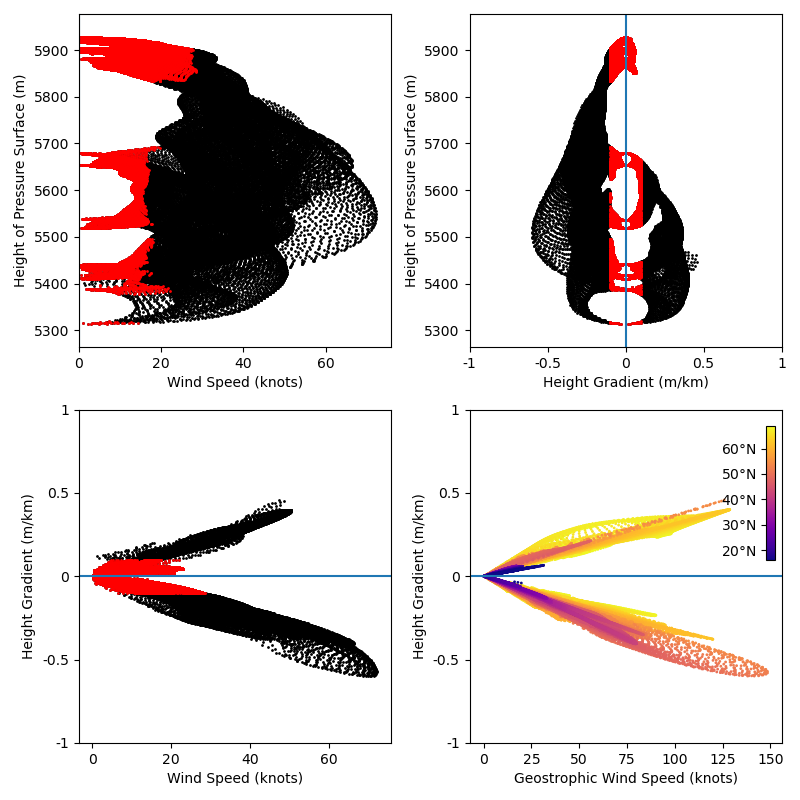 5900
5800
5700
5600
5500
5400
5300
Height of Pressure Surface (m)
0 20 40 60
Wind Speed (knots)
5900
5800
5700
5600
5500
5400
5300
Height of Pressure Surface (m)
-1 -0.5 0 0.5 1
Height Gradient (m/km)
1
0.5
0
-0.5
-1
Height Gradient (m/km)
0 20 40 60
Wind Speed (knots)
1
0.5
0
-0.5
-1
Height Gradient (m/km)
60°N
50°N
40°N
30°N
20°N
0 25 50 75 100 125 150
Geostrophic Wind Speed (knots)